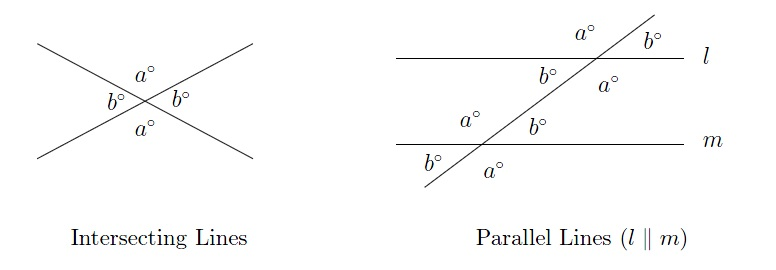 a°
b° b°
a°
Intersecting Lines
a° b° l
b° a°
a° b° m
b° a°
Parallel Lines (l ∥ m)